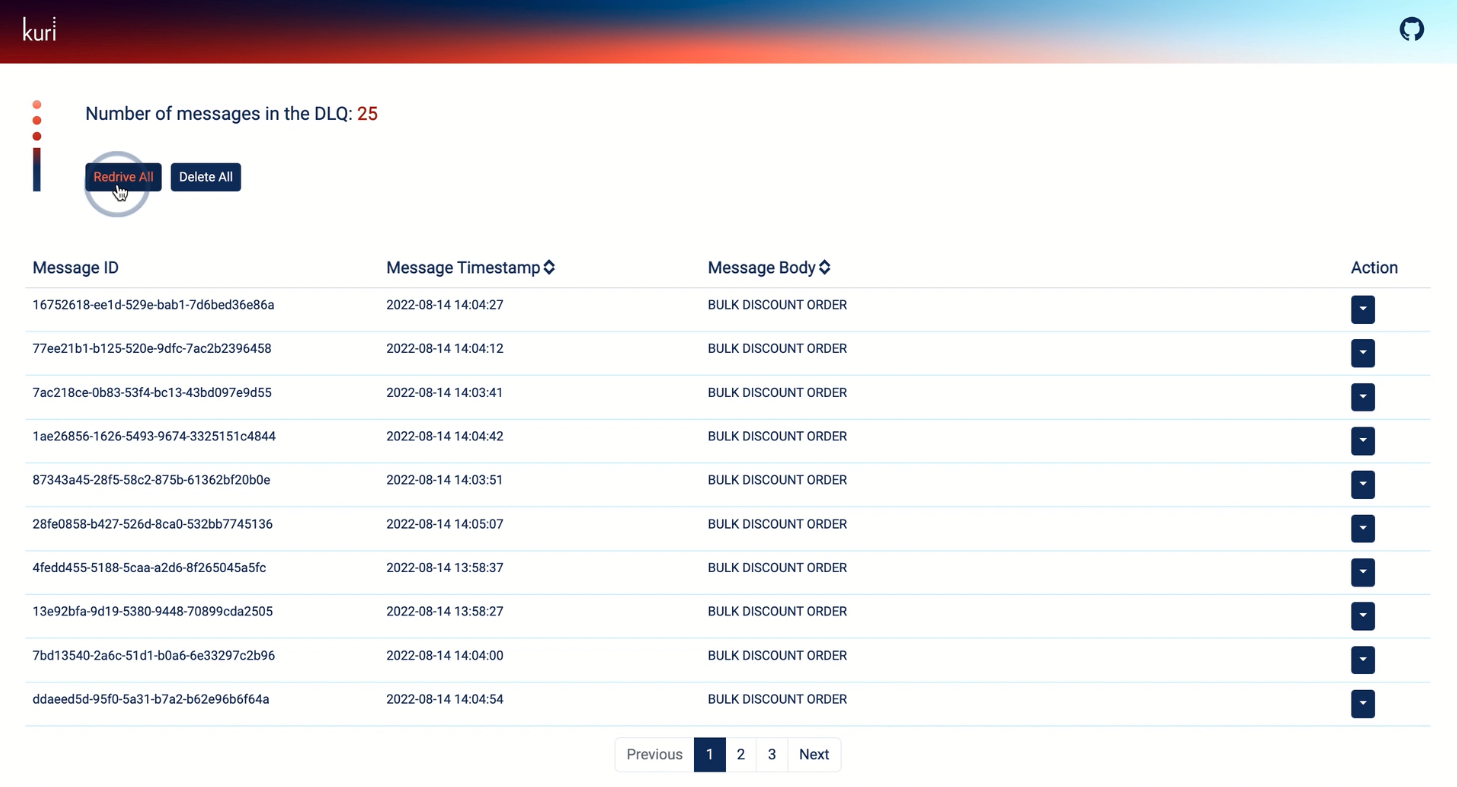 kuri
Number of messages in the DLQ: 25
Redrive All Delete All
Message ID Message Timestamp Message Body Action
16752618-ee1d-529e-bab1-7d6bed36e86a 2022-08-14 14:04:27 BULK DISCOUNT ORDER
77ee21b1-b125-520e-9dfc-7ac2b2396458 2022-08-14 14:04:12 BULK DISCOUNT ORDER
7ac218ce-0b83-53f4-bc13-43bd097e9d55 2022-08-14 14:03:41 BULK DISCOUNT ORDER
1ae26856-1626-5493-9674-3325151c4844 2022-08-14 14:04:42 BULK DISCOUNT ORDER
87343a45-28f5-58c2-875b-61362bf20b0e 2022-08-14 14:03:51 BULK DISCOUNT ORDER
28fe0858-b427-526d-8ca0-532bb7745136 2022-08-14 14:05:07 BULK DISCOUNT ORDER
4fedd455-5188-5caa-a2d6-8f265045a5fc 2022-08-14 13:58:37 BULK DISCOUNT ORDER
13e92bfa-9d19-5380-9448-70899cda2505 2022-08-14 13:58:27 BULK DISCOUNT ORDER
7bd13540-2a6c-51d1-b0a6-6e33297c2b96 2022-08-14 14:04:00 BULK DISCOUNT ORDER
ddaeed5d-95f0-5a31-b7a2-b62e96b6f64a 2022-08-14 14:04:54 BULK DISCOUNT ORDER
Previous 1 2 3 Next